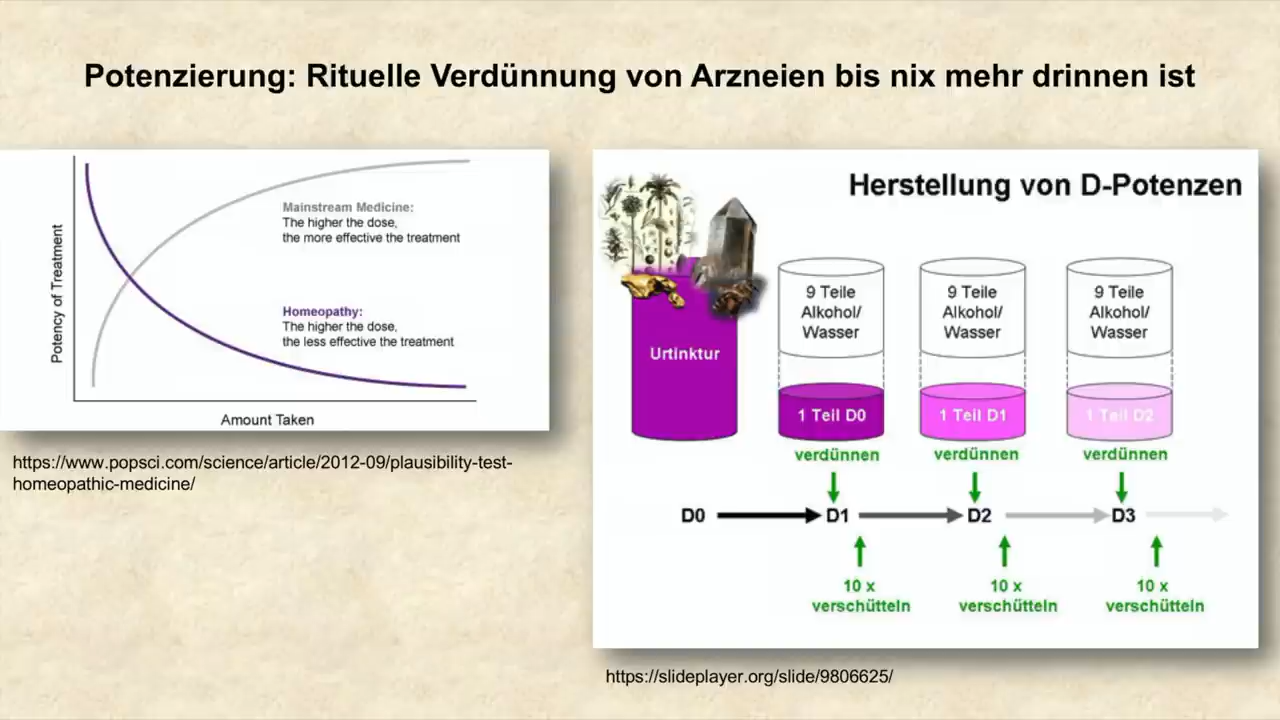 Potenzierung: Rituelle Verdünnung von Arzneien bis nix mehr drinnen ist
Potency of Treatment
Mainstream Medicine:
The higher the dose,
the more effective the treatment
Homeopathy:
The higher the dose,
the less effective the treatment
Amount Taken
https://www.popsci.com/science/article/2012-09/plausibility-test-
homeopathic-medicine/
Herstellung von D-Potenzen
Urtinktur
9 Teile
Alkohol/
Wasser
9 Teile
Alkohol/
Wasser
9 Teile
Alkohol/
Wasser
1 Teil D0
1 Teil D1
1 Teil D2
verdünnen
verdünnen
verdünnen
D0
D1
D2
D3
10 x
verschütteln
10 x
verschütteln
10 x
verschütteln
https://slideplayer.org/slide/9806625/